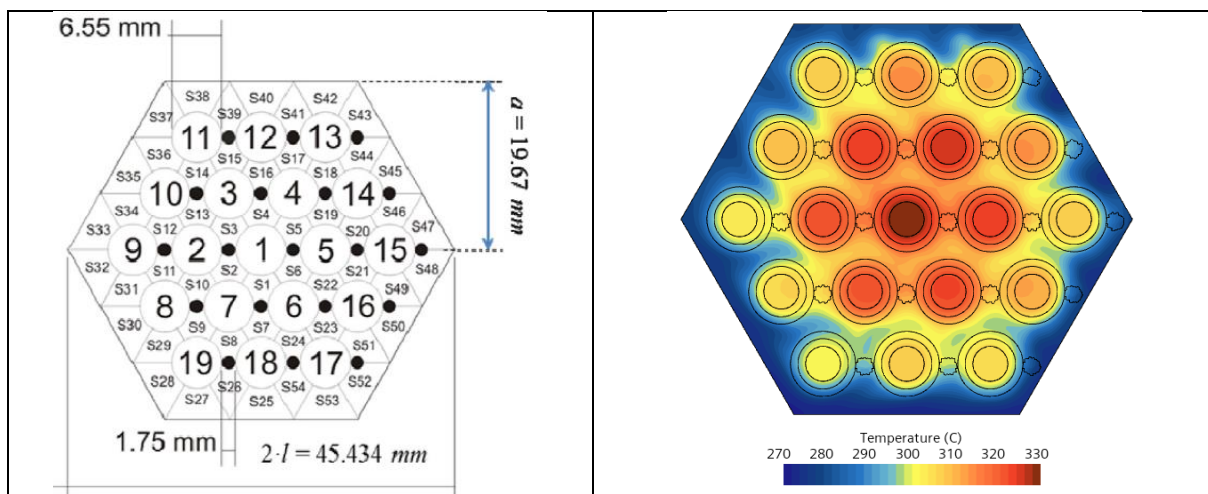 6.55 mm
S38 S40 S42
S37 S39 S41 S43
11 12 13
S36 S15 S17 S44
S35 S14 S16 S18 S45
10 3 4 14
S34 S13 S4 S19 S46
S33 S12 S3 S5 S20 S47
9 2 1 5 15
S32 S11 S2 S6 S21 S48
S31 S10 S1 S22 S49
8 7 6 16
S30 S9 S7 S23 S50
S29 S8 S24 S51
19 18 17
S28 S26 S54 S52
S27 S25 S53
a = 19.67 mm
1.75 mm
2·l = 45.434 mm
Temperature (C)
270 280 290 300 310 320 330